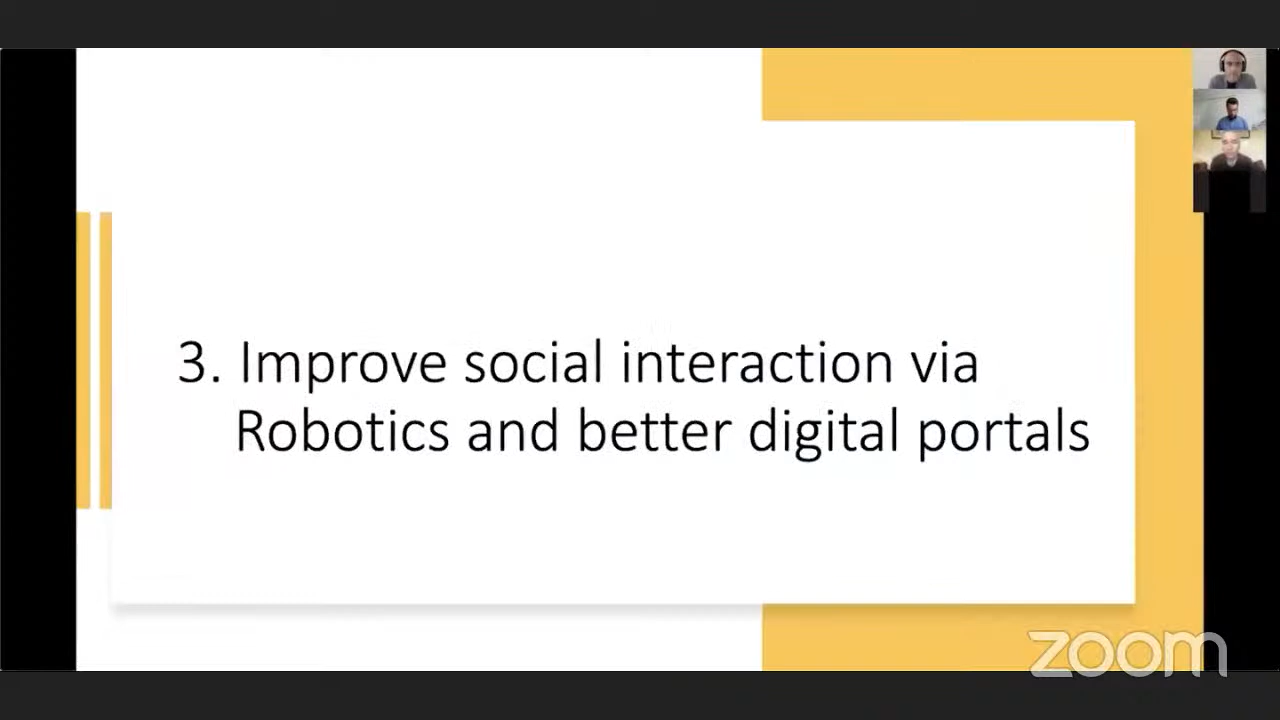 3. Improve social interaction via
Robotics and better digital portals
zoom